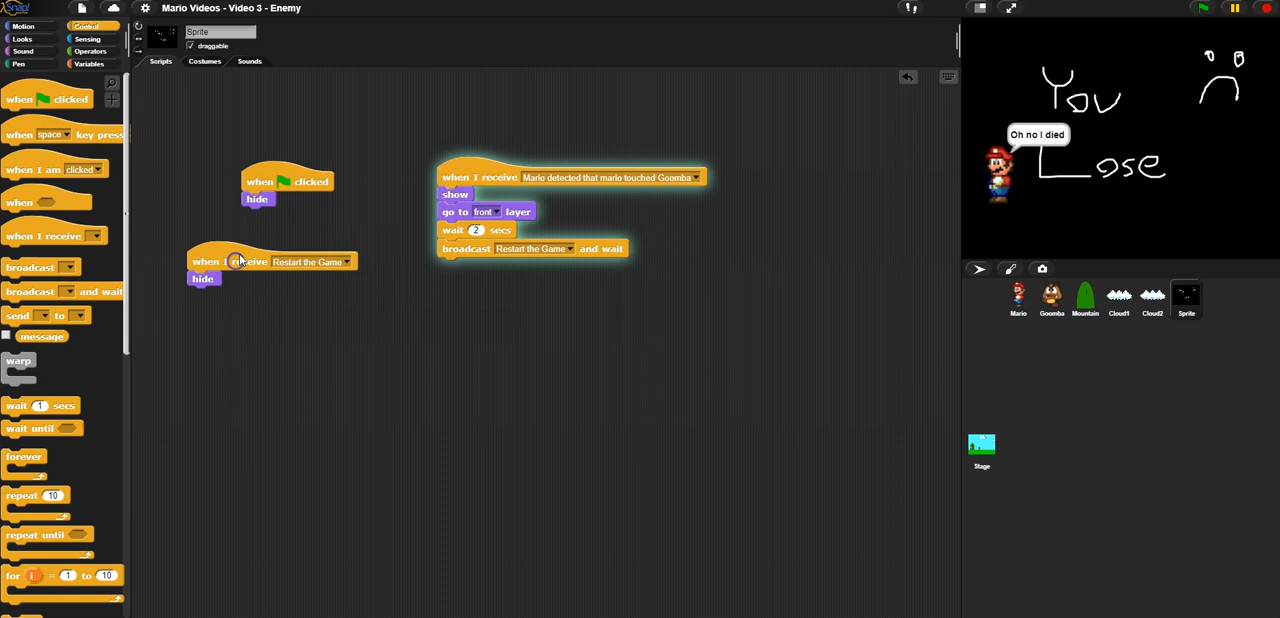 Snap!
Mario Videos - Video 3 - Enemy
Motion
Control
Looks
Sensing
Sound
Operators
Pen
Variables
Sprite
draggable
Scripts
Costumes
Sounds
when clicked
when space key press
when I am clicked
when
when I receive
broadcast
broadcast and wait
send to
message
warp
wait 1 secs
wait until
forever
repeat 10
repeat until
for i = 1 to 10
when clicked
hide
when I receive Restart the Game
hide
when I receive Mario detected that mario touched Goomba
show
go to front layer
wait 2 secs
broadcast Restart the Game and wait
You
Lose
Oh no I died
Mario
Goomba
Mountain
Cloud1
Cloud2
Sprite
Stage